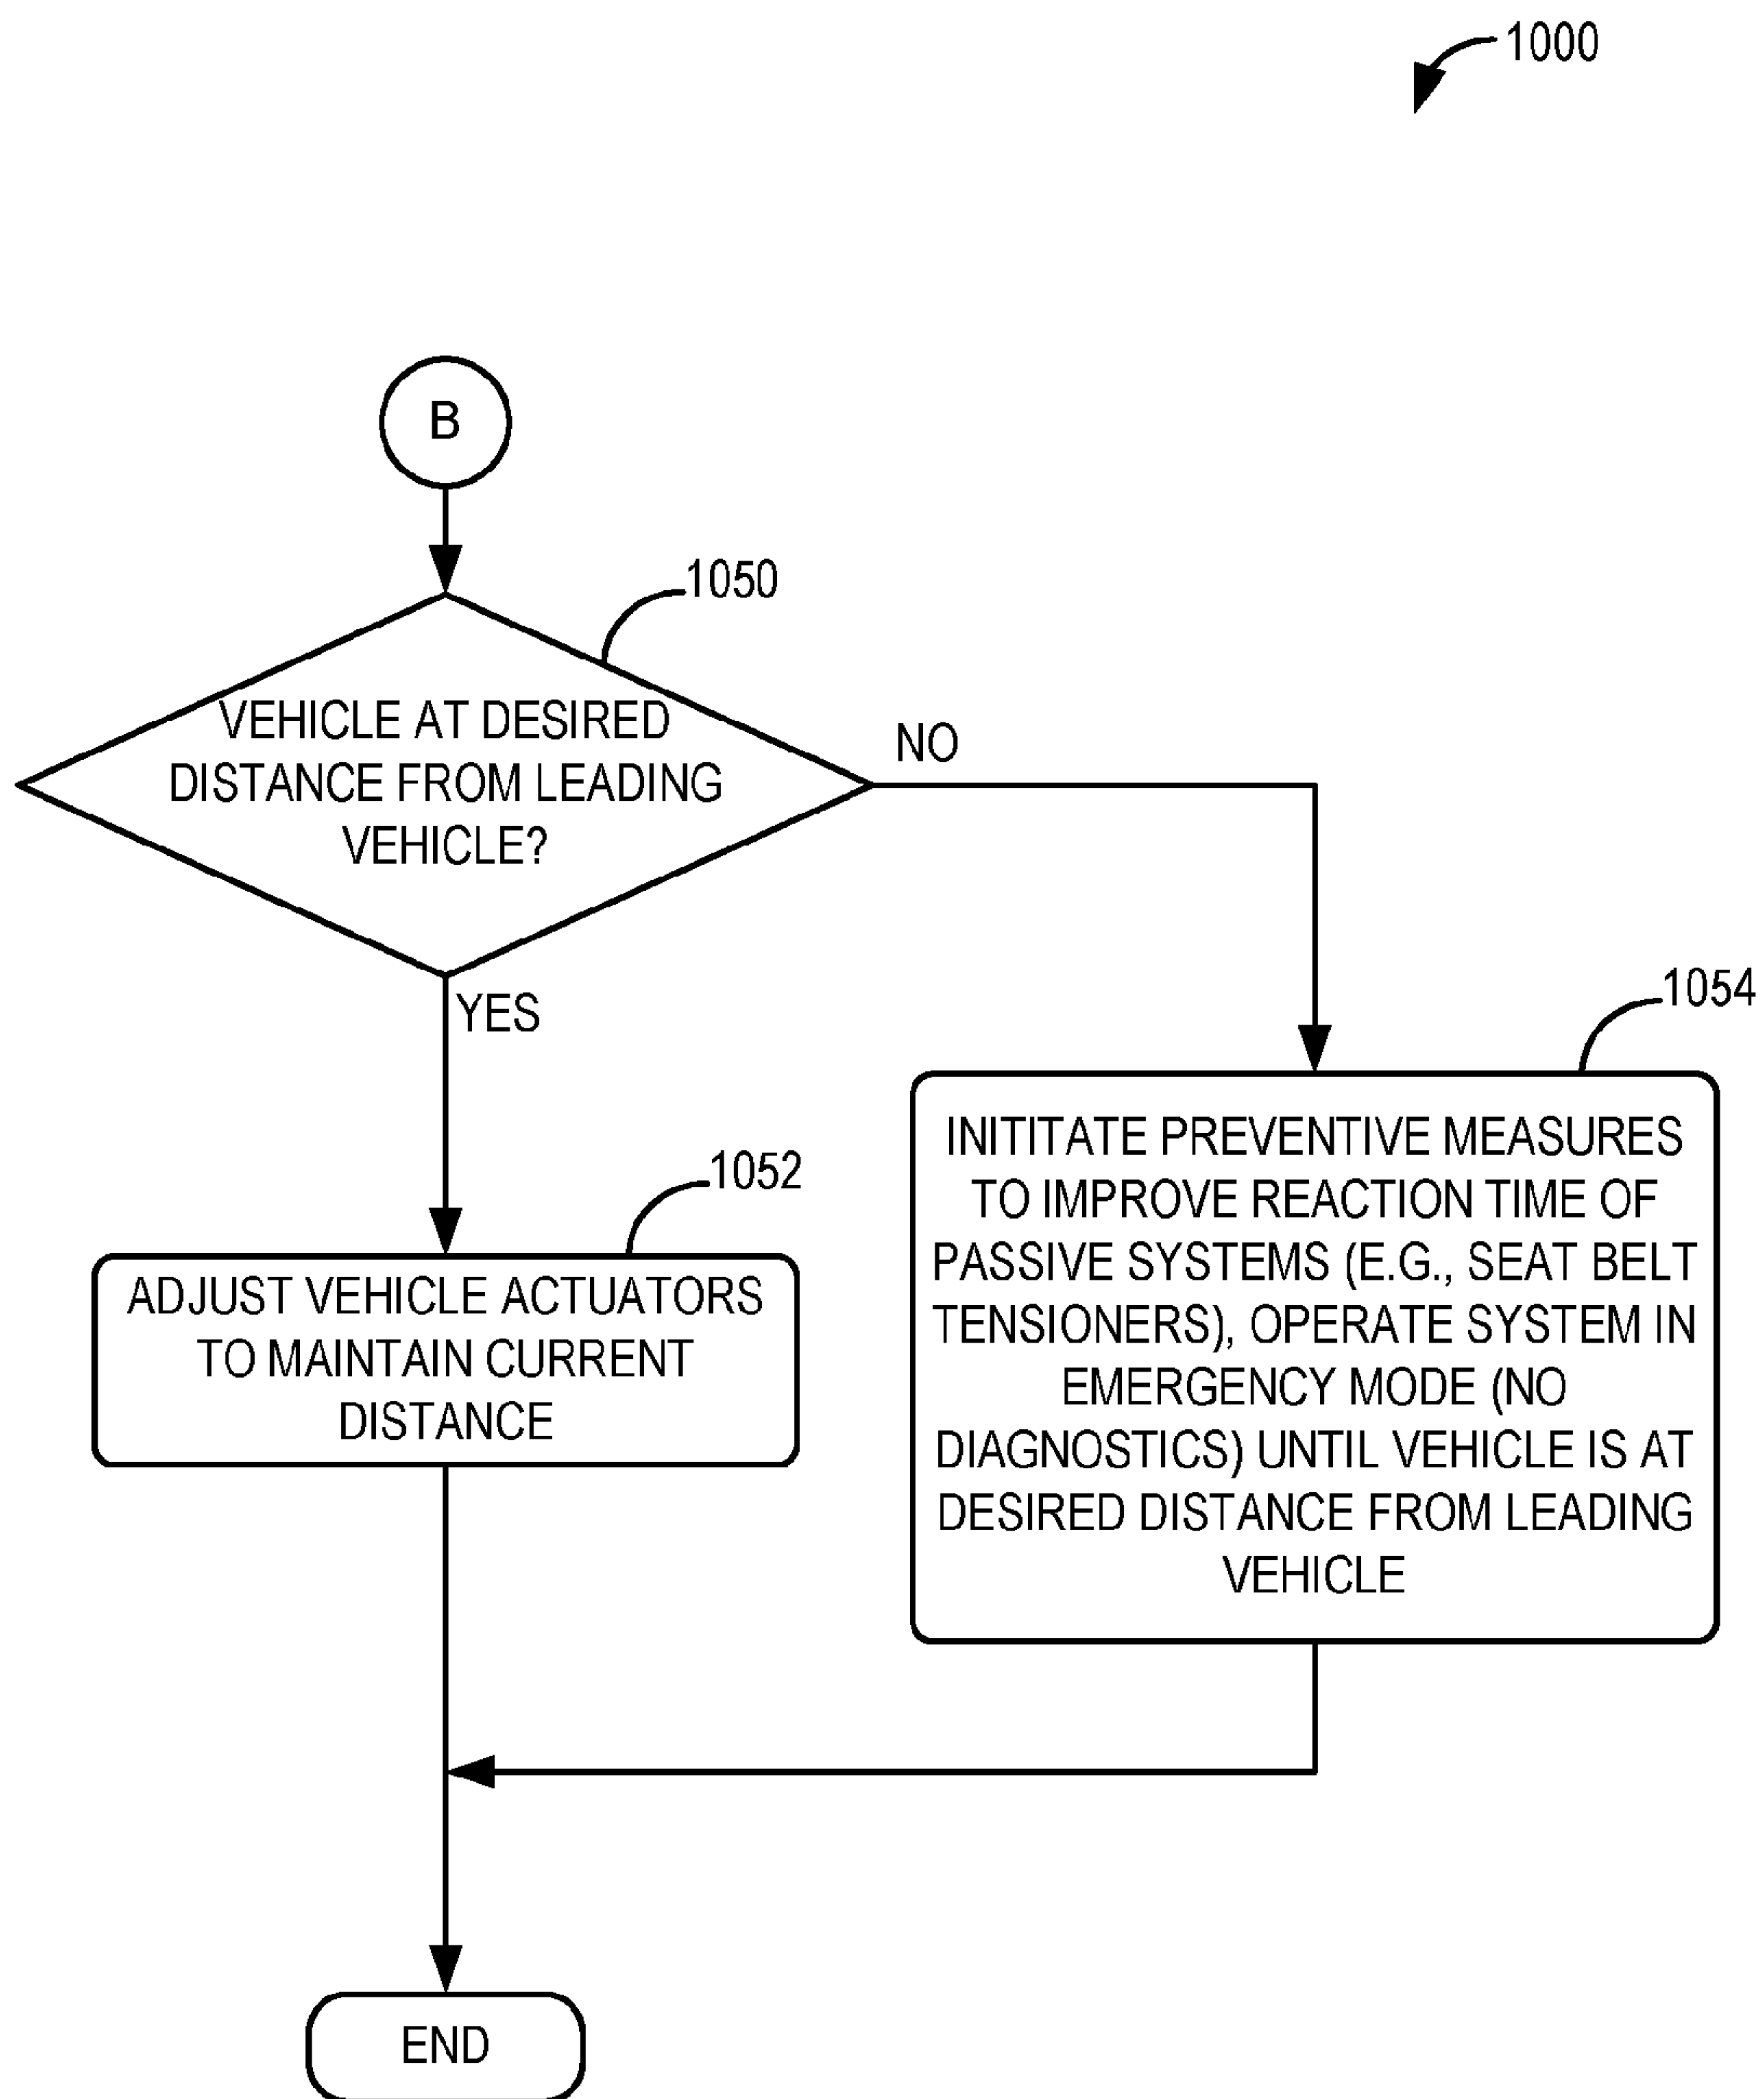 1000
B
1050
VEHICLE AT DESIRED
DISTANCE FROM LEADING
VEHICLE?
NO
YES
1054
INITITATE PREVENTIVE MEASURES
TO IMPROVE REACTION TIME OF
PASSIVE SYSTEMS (E.G., SEAT BELT
TENSIONERS), OPERATE SYSTEM IN
EMERGENCY MODE (NO
DIAGNOSTICS) UNTIL VEHICLE IS AT
DESIRED DISTANCE FROM LEADING
VEHICLE
1052
ADJUST VEHICLE ACTUATORS
TO MAINTAIN CURRENT
DISTANCE
END